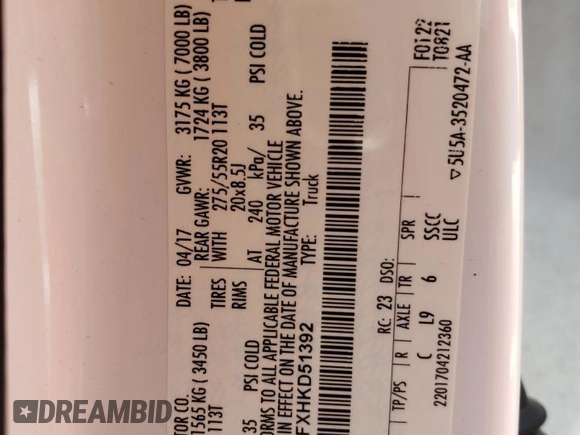 TOR CO.
DATE: 04/17 GVWR: 3175 KG ( 7000 LB)
1565 KG ( 3450 LB) REAR GAWR: 1724 KG ( 3800 LB)
113T TIRES WITH 275/55R20 113T
RIMS 20x8.5J
35 PSI COLD AT 240 kPa/ 35 PSI COLD
ORMS TO ALL APPLICABLE FEDERAL MOTOR VEHICLE
IN EFFECT ON THE DATE OF MANUFACTURE SHOWN ABOVE.
FXHKD51392 TYPE: Truck
F0122
T0821
RC: 23 DSO:
TP/PS R AXLE TR SPR
C L9 6 SSCC
2201704212360 ULC
▽5U5A-3520472-AA
DREAMBID